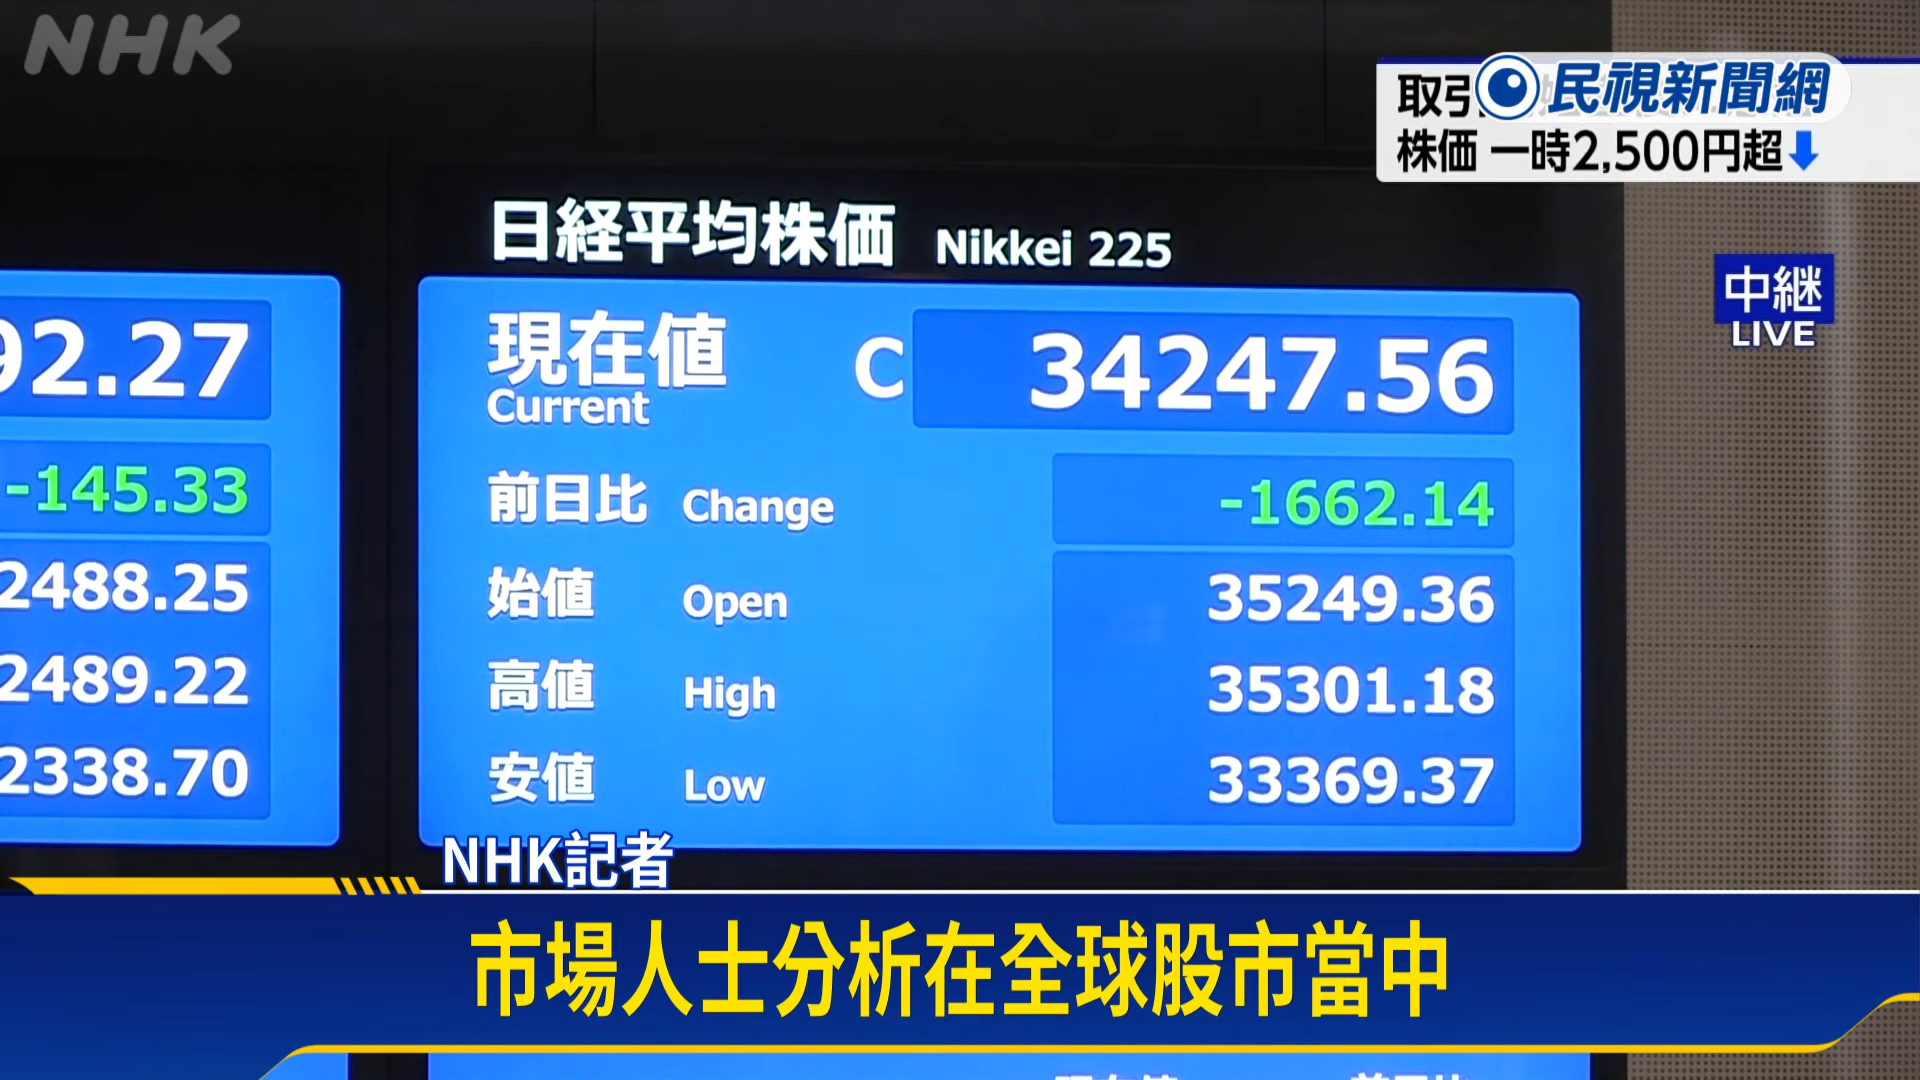 NHK
取引
民視新聞網
株価 一時2,500円超⬇
中継
LIVE
日経平均株価 Nikkei 225
現在値 C 34247.56
Current
前日比 Change -1662.14
始値 Open 35249.36
高値 High 35301.18
安値 Low 33369.37
92.27
-145.33
2488.25
2489.22
2338.70
NHK記者
市場人士分析在全球股市當中